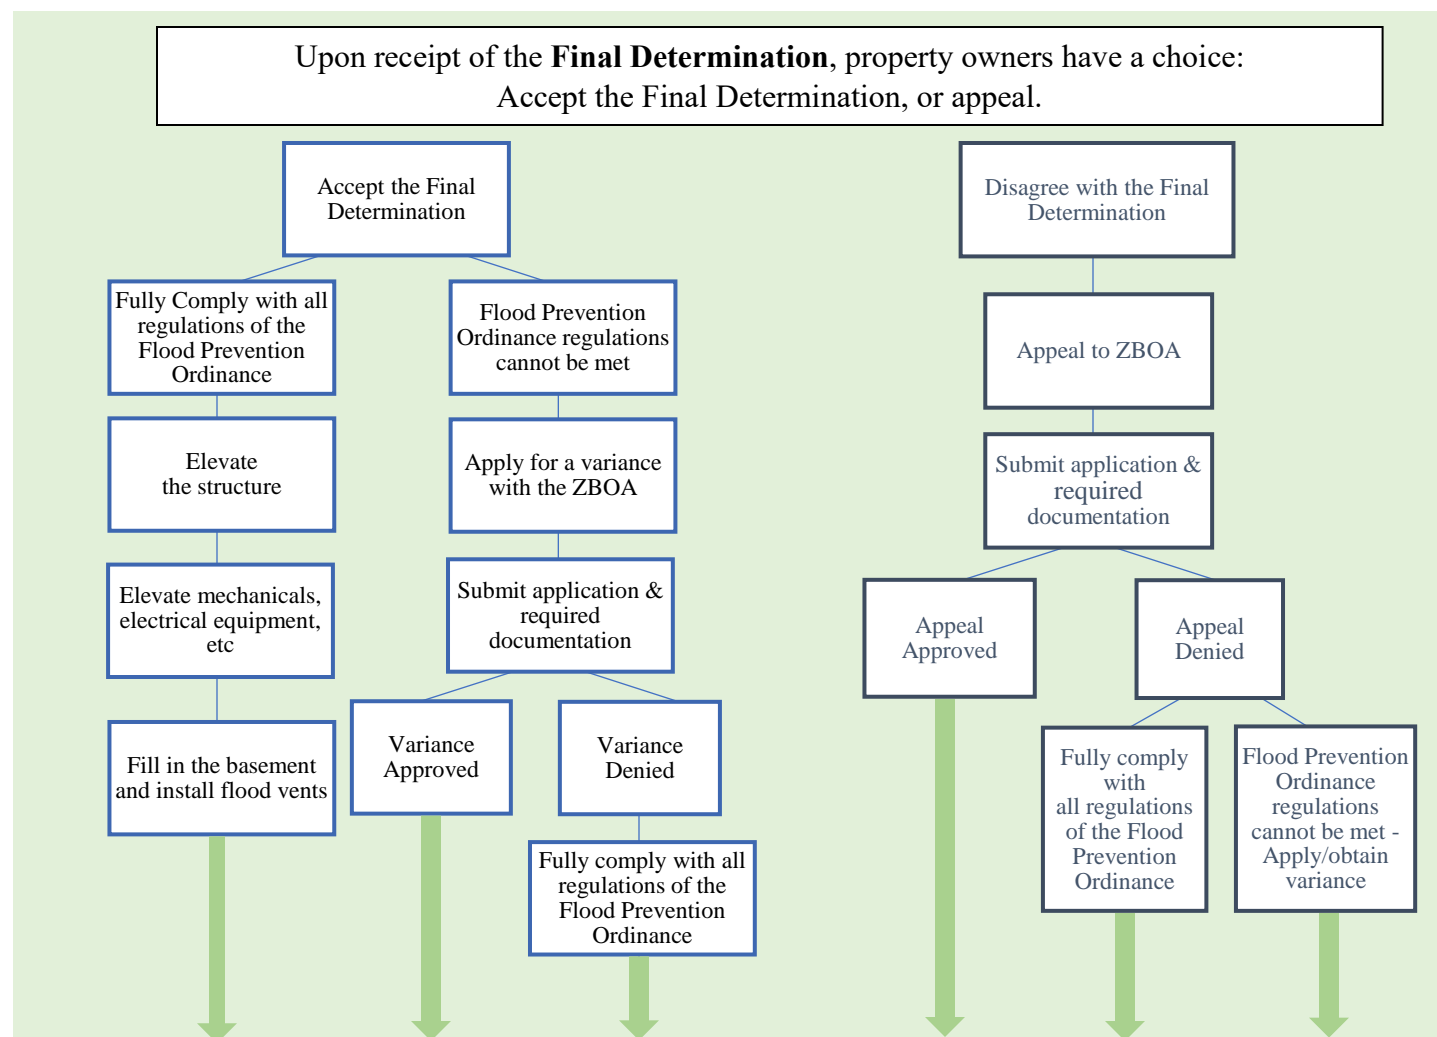 Upon receipt of the Final Determination, property owners have a choice:
Accept the Final Determination, or appeal.
Accept the Final
Determination
Fully Comply with all
regulations of the
Flood Prevention
Ordinance
Elevate
the structure
Elevate mechanicals,
electrical equipment,
etc
Fill in the basement
and install flood vents
Flood Prevention
Ordinance regulations
cannot be met
Apply for a variance
with the ZBOA
Submit application &
required
documentation
Variance
Approved
Variance
Denied
Fully comply with all
regulations of the
Flood Prevention
Ordinance
Disagree with the Final
Determination
Appeal to ZBOA
Submit application &
required
documentation
Appeal
Approved
Appeal
Denied
Fully comply
with
all regulations
of the Flood
Prevention
Ordinance
Flood Prevention
Ordinance
regulations
cannot be met -
Apply/obtain
variance